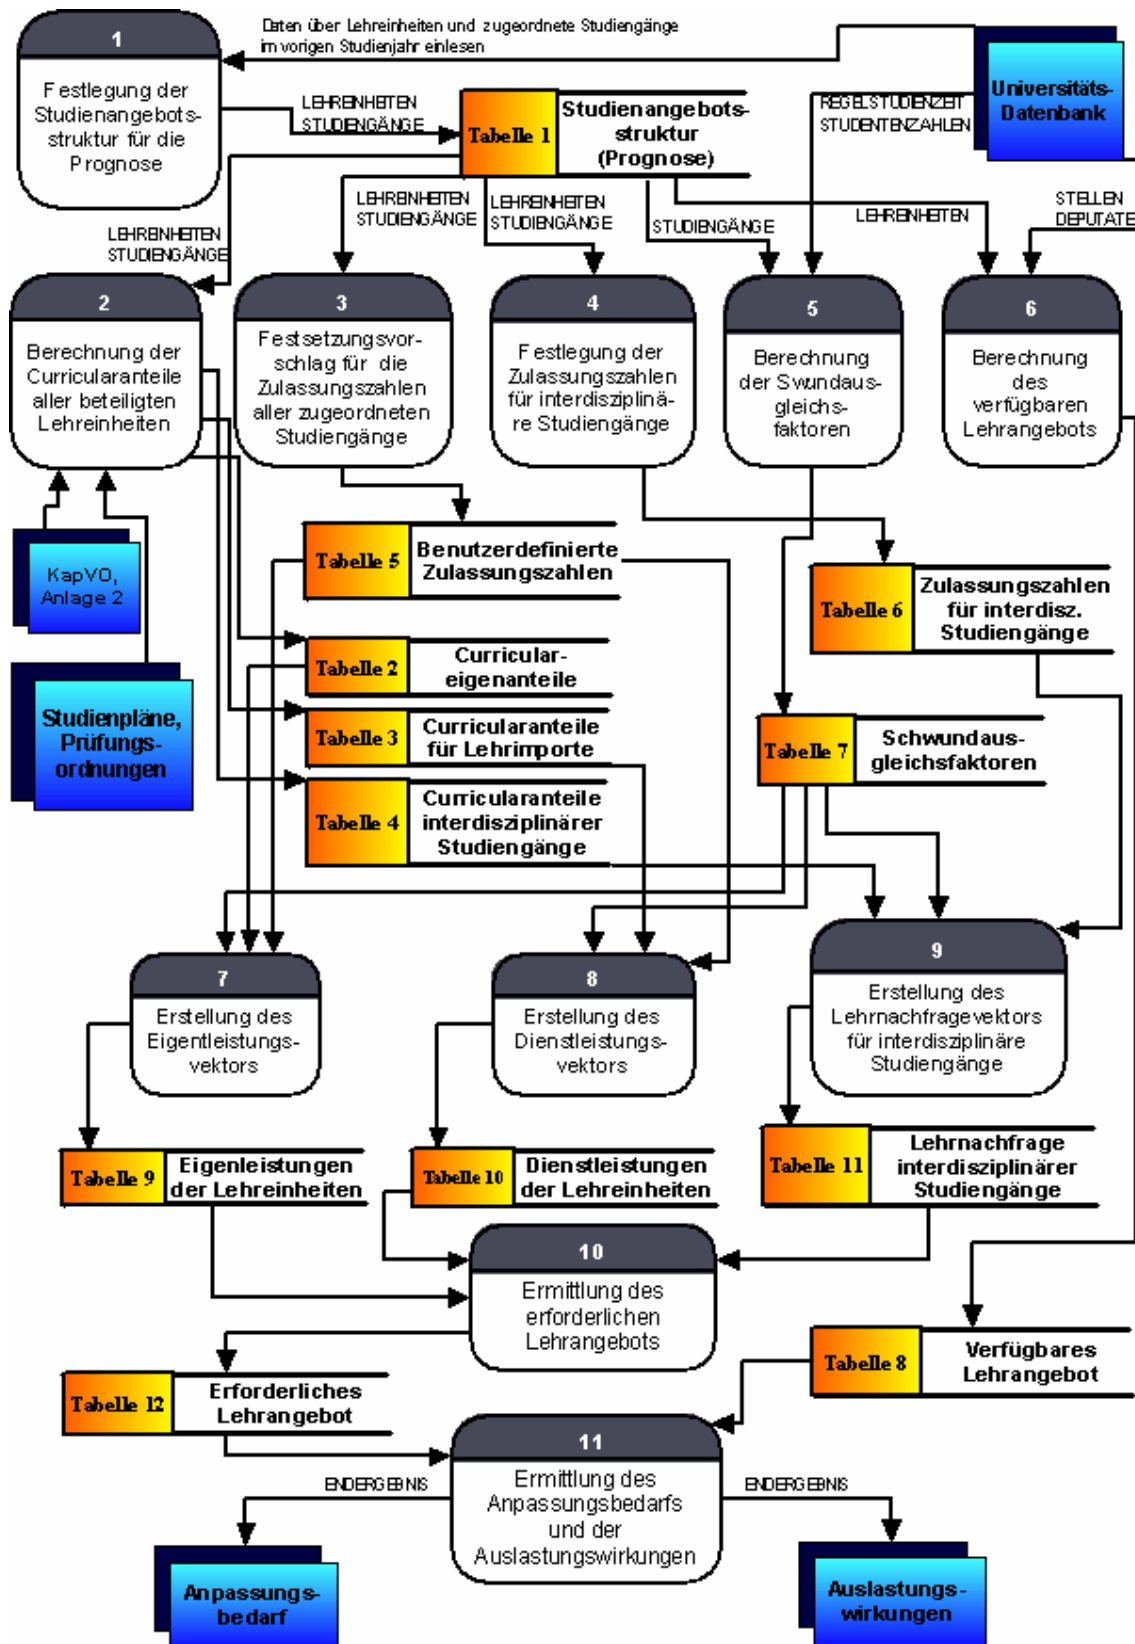 1
Festlegung der
Studienangebots-
struktur für die
Prognose
Daten über Lehreinheiten und zugeordnete Studiengänge
im vorigen Studienjahr einlesen
Universitäts-
Datenbank
LEHREINHEITEN
STUDIENGÄNGE
Tabelle 1
Studienangebots-
struktur
(Prognose)
REGELSTUDIENZEIT
STUDENTENZAHLEN
LEHREINHEITEN
STUDIENGÄNGE
LEHREINHEITEN
STUDIENGÄNGE
LEHREINHEITEN
STUDIENGÄNGE
STUDIENGÄNGE
LEHREINHEITEN
STELLEN
DEPUTATE
2
Berechnung der
Curricularanteile
aller beteiligten
Lehreinheiten
3
Festsetzungsvor-
schlag für die
Zulassungszahlen
aller zugeordneten
Studiengänge
4
Festlegung der
Zulassungszahlen
für interdisziplinä-
re Studiengänge
5
Berechnung
der Swundaus-
gleichs-
faktoren
6
Berechnung
des
verfügbaren
Lehrangebots
KapVO,
Anlage 2
Studienpläne,
Prüfungs-
ordnungen
Tabelle 5
Benutzerdefinierte
Zulassungszahlen
Tabelle 6
Zulassungszahlen
für interdisz.
Studiengänge
Tabelle 2
Curricular-
eigenanteile
Tabelle 3
Curricularanteile
für Lehrimporte
Tabelle 7
Schwundaus-
gleichsfaktoren
Tabelle 4
Curricularanteile
interdisziplinärer
Studiengänge
7
Erstellung des
Eigentleistungs-
vektors
8
Erstellung des
Dienstleistungs-
vektors
9
Erstellung des
Lehrnachfragevektors
für interdisziplinäre
Studiengänge
Tabelle 9
Eigenleistungen
der Lehreinheiten
Tabelle 10
Dienstleistungen
der Lehreinheiten
Tabelle 11
Lehrnachfrage
interdisziplinärer
Studiengänge
10
Ermittlung des
erforderlichen
Lehrangebots
Tabelle 8
Verfügbares
Lehrangebot
Tabelle 12
Erforderliches
Lehrangebot
11
Ermittlung des
Anpassungsbedarfs
und der
Auslastungswirkungen
ENDERGEBNIS
ENDERGEBNIS
Anpassungs-
bedarf
Auslastungs-
wirkungen